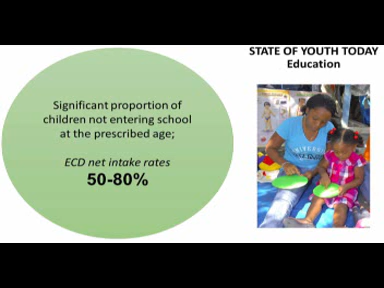 STATE OF YOUTH TODAY
Education
Significant proportion of
children not entering school
at the prescribed age;
ECD net intake rates
50-80%